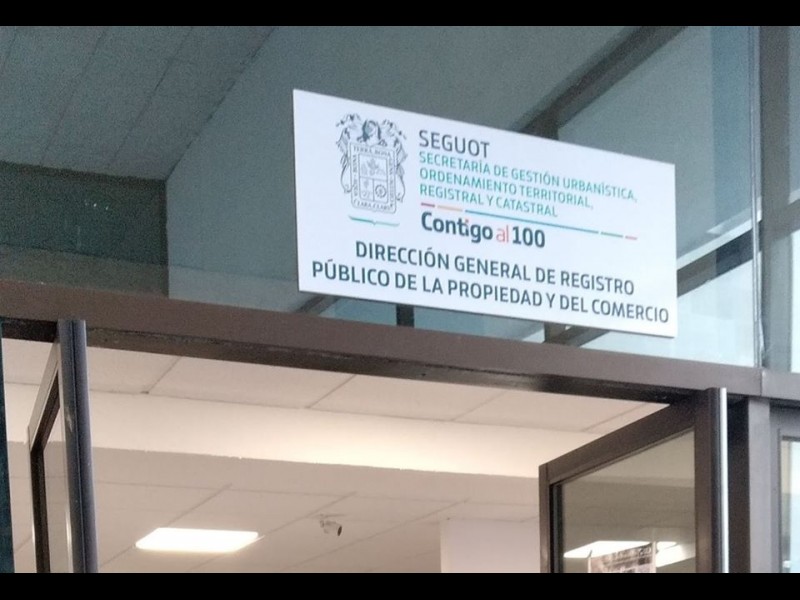 SEGUOT
SECRETARÍA DE GESTIÓN URBANÍSTICA,
ORDENAMIENTO TERRITORIAL,
REGISTRAL Y CATASTRAL
Contigo al 100
DIRECCIÓN GENERAL DE REGISTRO
PÚBLICO DE LA PROPIEDAD Y DEL COMERCIO